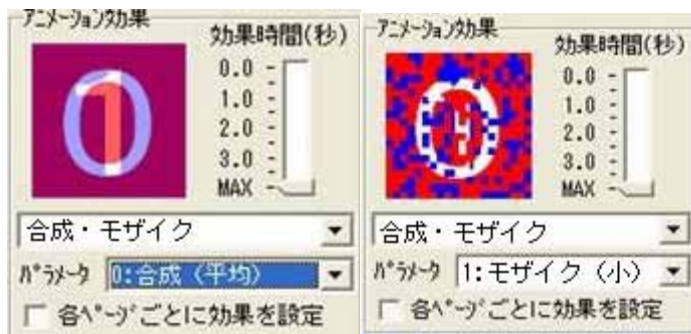 アニメーション効果
効果時間(秒)
0.0
1.0
2.0
3.0
MAX
0
1
合成・モザイク
パラメータ 0:合成（平均）
各ページごとに効果を設定
アニメーション効果
効果時間(秒)
0.0
1.0
2.0
3.0
MAX
0
合成・モザイク
パラメータ 1:モザイク（小）
各ページごとに効果を設定